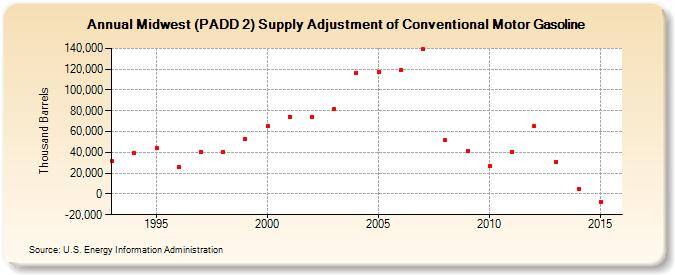 Annual Midwest (PADD 2) Supply Adjustment of Conventional Motor Gasoline
Thousand Barrels
140,000
120,000
100,000
80,000
60,000
40,000
20,000
0
-20,000
1995 2000 2005 2010 2015
Source: U.S. Energy Information Administration